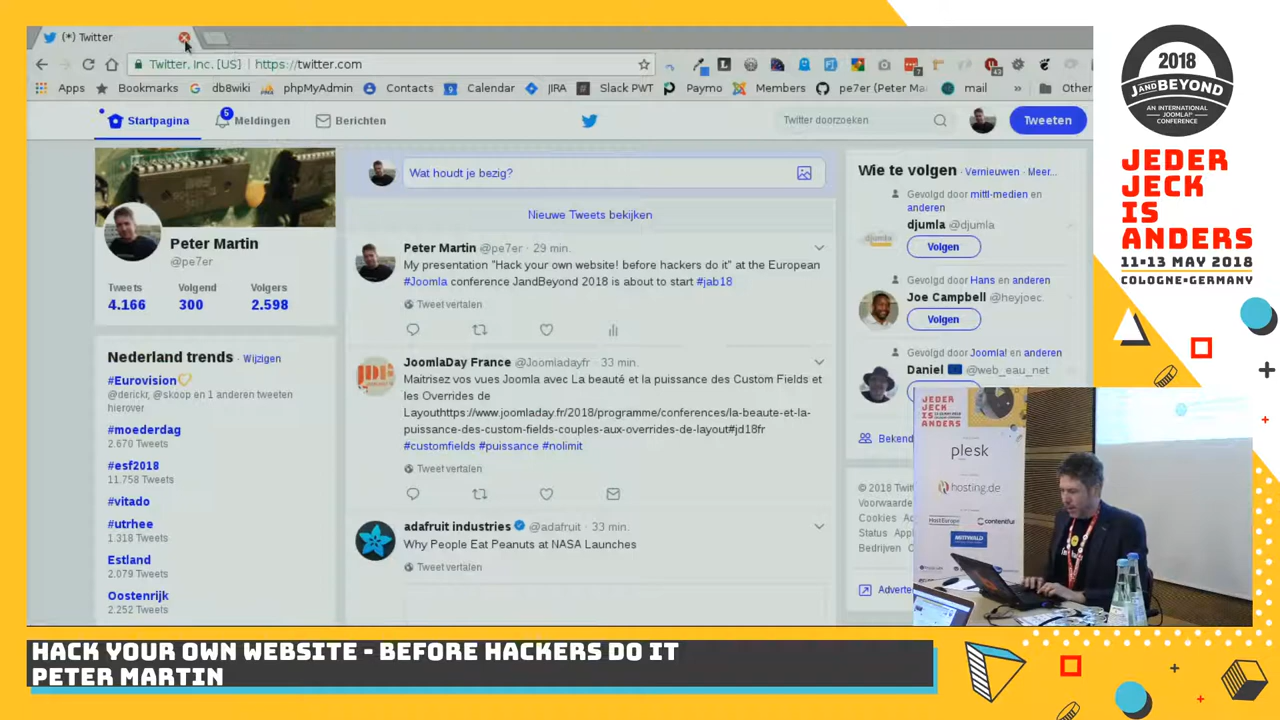 (*) Twitter
Twitter, Inc. [US] https://twitter.com
Apps Bookmarks db8wiki phpMyAdmin Contacts Calendar JIRA Slack PWT Paymo Members pe7er (Peter Ma mail » Other
Startpagina 5 Meldingen Berichten Twitter doorzoeken Tweeten
Peter Martin
@pe7er
Tweets Volgend Volgers
4.166 300 2.598
Nederland trends · Wijzigen
#Eurovision
@derickr, @skoop en 1 anderen tweeten
hierover
#moederdag
2.670 Tweets
#esf2018
11.758 Tweets
#vitado
#utrhee
1.318 Tweets
Estland
2.079 Tweets
Oostenrijk
2.252 Tweets
Wat houdt je bezig?
Nieuwe Tweets bekijken
Peter Martin @pe7er · 29 min.
My presentation "Hack your own website! before hackers do it" at the European
#Joomla conference JandBeyond 2018 is about to start #jab18
Tweet vertalen
JoomlaDay France @Joomladayfr · 33 min.
Maitrisez vos vues Joomla avec La beauté et la puissance des Custom Fields et
les Overrides de
Layouthttps://www.joomladay.fr/2018/programme/conferences/la-beaute-et-la-
puissance-des-custom-fields-couples-aux-overrides-de-layout#jd18fr
#customfields #puissance #nolimit
Tweet vertalen
adafruit industries @adafruit · 33 min.
Why People Eat Peanuts at NASA Launches
Tweet vertalen
Wie te volgen · Vernieuwen · Meer...
Gevolgd door mittl-medien en
anderen
djumla @djumla
Volgen
Gevolgd door Hans en anderen
Joe Campbell @heyjoec
Volgen
Gevolgd door Joomla! en anderen
Daniel @web_eau_net
Bekend
© 2018 Twit
Voorwaarde
Cookies
Status
Bedrijven
Adverte
2018
JANDBEYOND
AN INTERNATIONAL
JOOMLA!
CONFERENCE
JEDER
JECK
IS
ANDERS
11-13 MAY 2018
COLOGNE·GERMANY
JEDER
JECK IS
ANDERS
plesk
hosting.de
HostEurope contentful
MITTWALD
HACK YOUR OWN WEBSITE - BEFORE HACKERS DO IT
PETER MARTIN